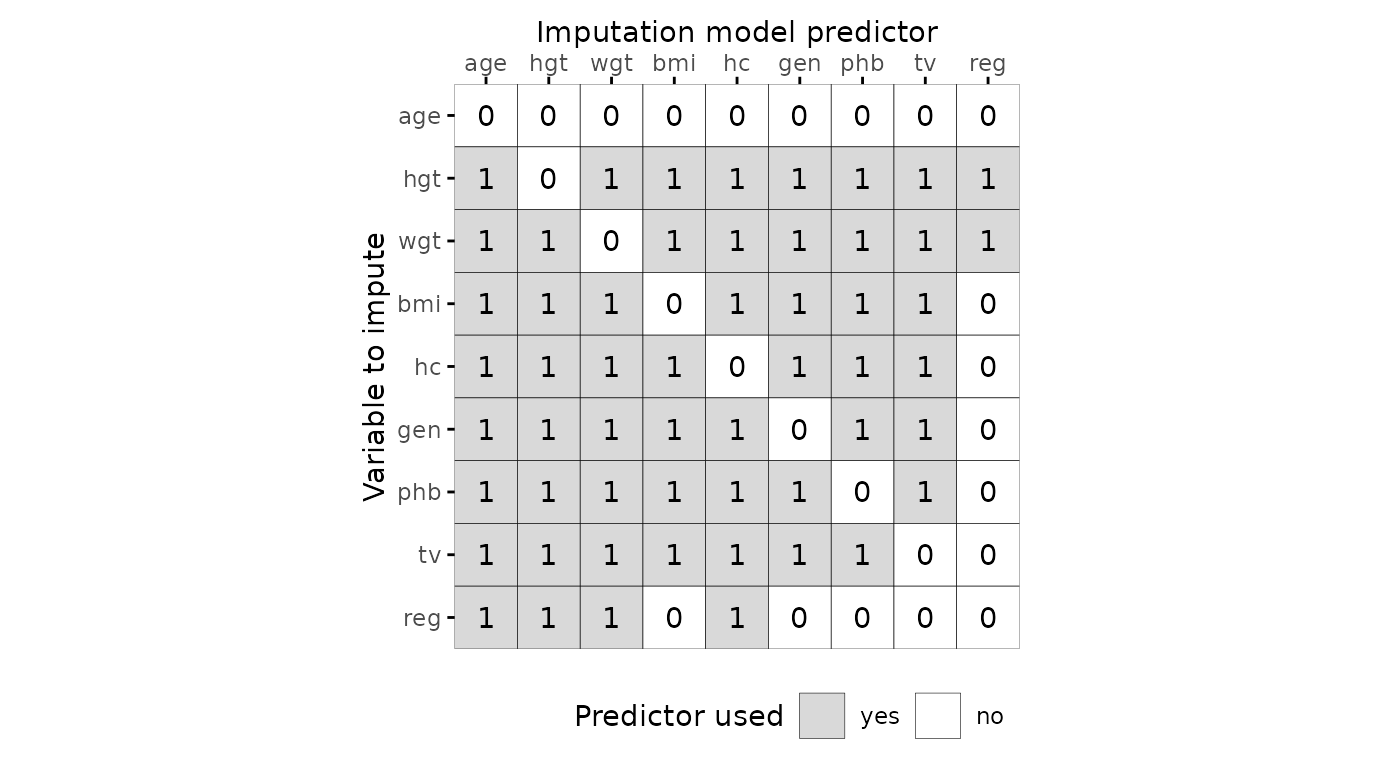 Imputation model predictor
age hgt wgt bmi hc gen phb tv reg
Variable to impute
age 0 0 0 0 0 0 0 0 0
hgt 1 0 1 1 1 1 1 1 1
wgt 1 1 0 1 1 1 1 1 1
bmi 1 1 1 0 1 1 1 1 0
hc 1 1 1 1 0 1 1 1 0
gen 1 1 1 1 1 0 1 1 0
phb 1 1 1 1 1 1 0 1 0
tv 1 1 1 1 1 1 1 0 0
reg 1 1 1 0 1 0 0 0 0
Predictor used yes no